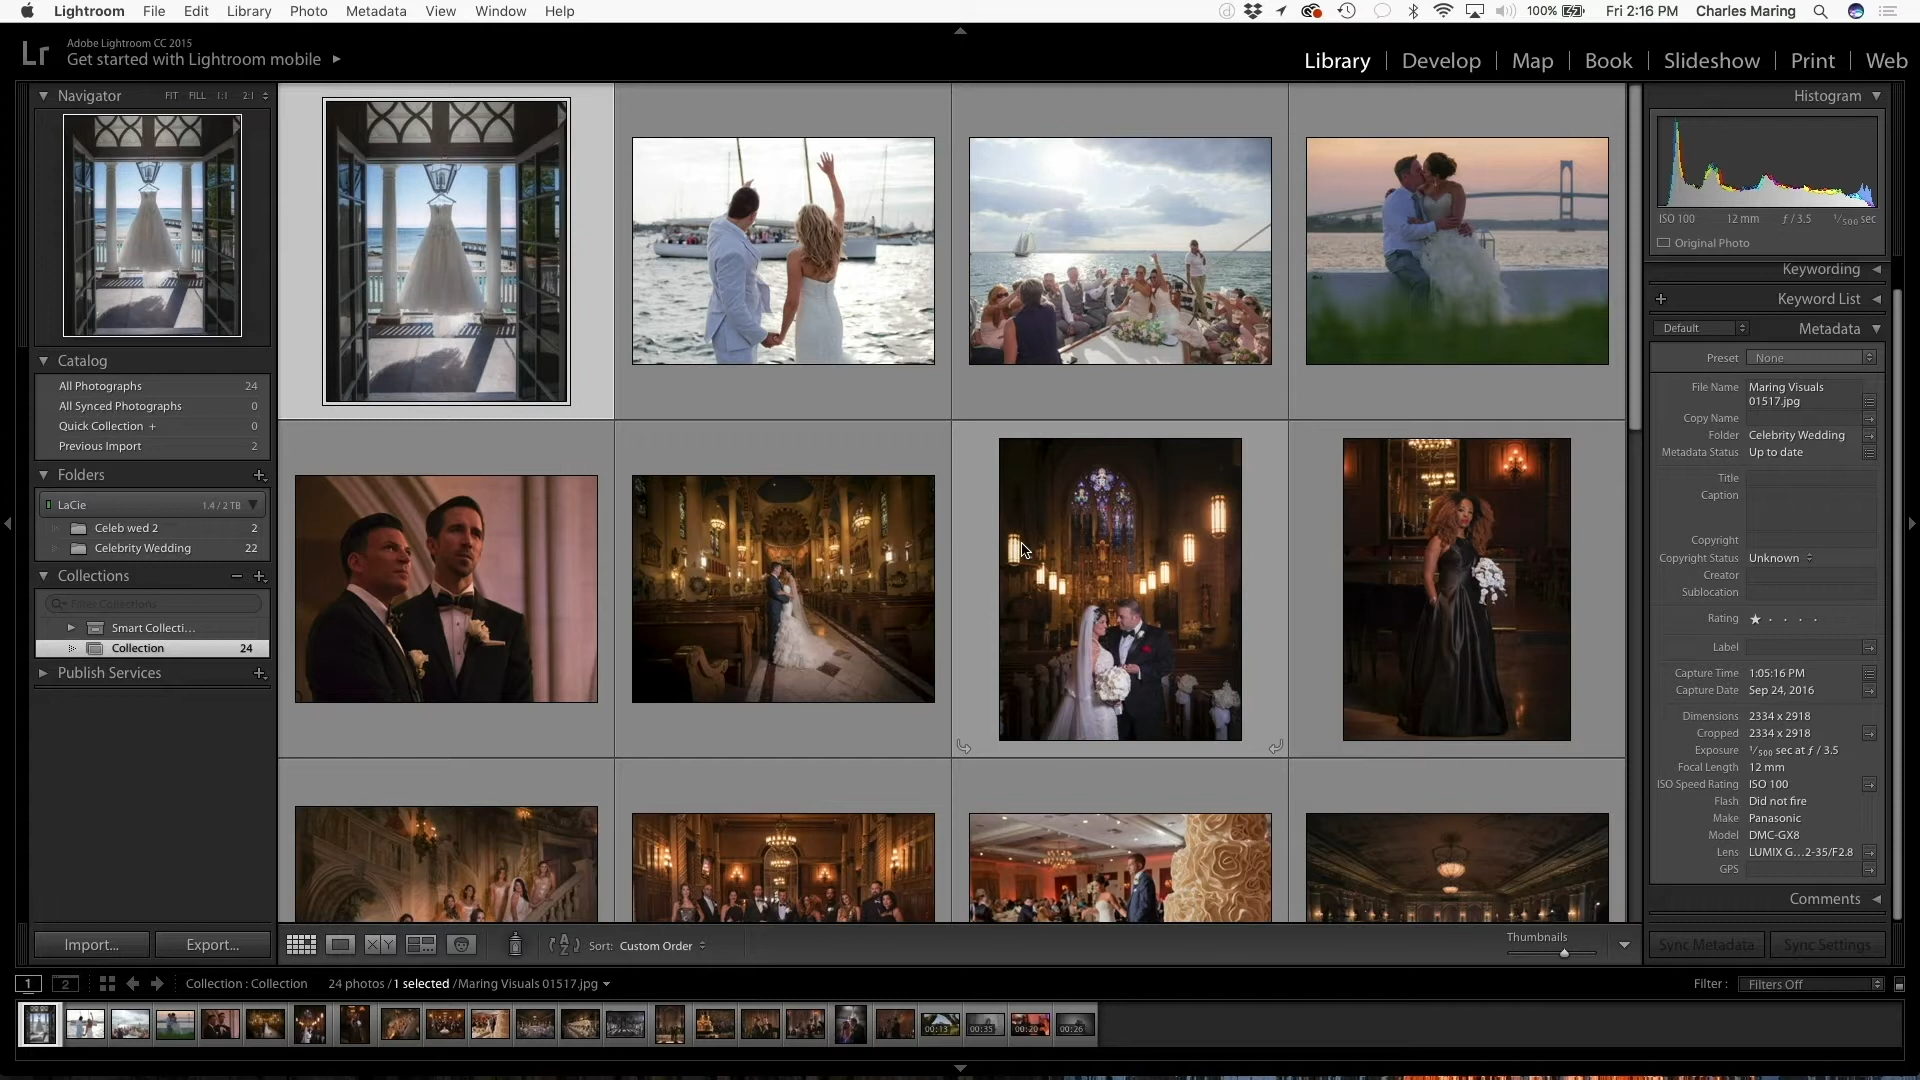 Lightroom File Edit Library Photo Metadata View Window Help 100% Fri 2:16 PM Charles Maring
Lr Adobe Lightroom CC 2015
Get started with Lightroom mobile
Library Develop Map Book Slideshow Print Web
Navigator FIT FILL 1:1 2:1
Catalog
All Photographs 24
All Synced Photographs 0
Quick Collection + 0
Previous Import 2
Folders
LaCie 1.4 / 2 TB
Celeb wed 2 2
Celebrity Wedding 22
Collections
Filter Collections
Smart Collecti...
Collection 24
Publish Services
Import... Export...
Histogram
ISO 100 12 mm ƒ / 3.5 1/500 sec
Original Photo
Keywording
Keyword List
Default Metadata
Preset None
File Name Maring Visuals
01517.jpg
Copy Name
Folder Celebrity Wedding
Metadata Status Up to date
Title
Caption
Copyright
Copyright Status Unknown
Creator
Sublocation
Rating
Label
Capture Time 1:05:16 PM
Capture Date Sep 24, 2016
Dimensions 2334 x 2918
Cropped 2334 x 2918
Exposure 1/500 sec at ƒ / 3.5
Focal Length 12 mm
ISO Speed Rating ISO 100
Flash Did not fire
Make Panasonic
Model DMC-GX8
Lens LUMIX G...2-35/F2.8
GPS
Comments
Sync Metadata Sync Settings
XY Sort: Custom Order Thumbnails
1 2 Collection : Collection 24 photos / 1 selected / Maring Visuals 01517.jpg Filter : Filters Off
00:13 00:35 00:20 00:26